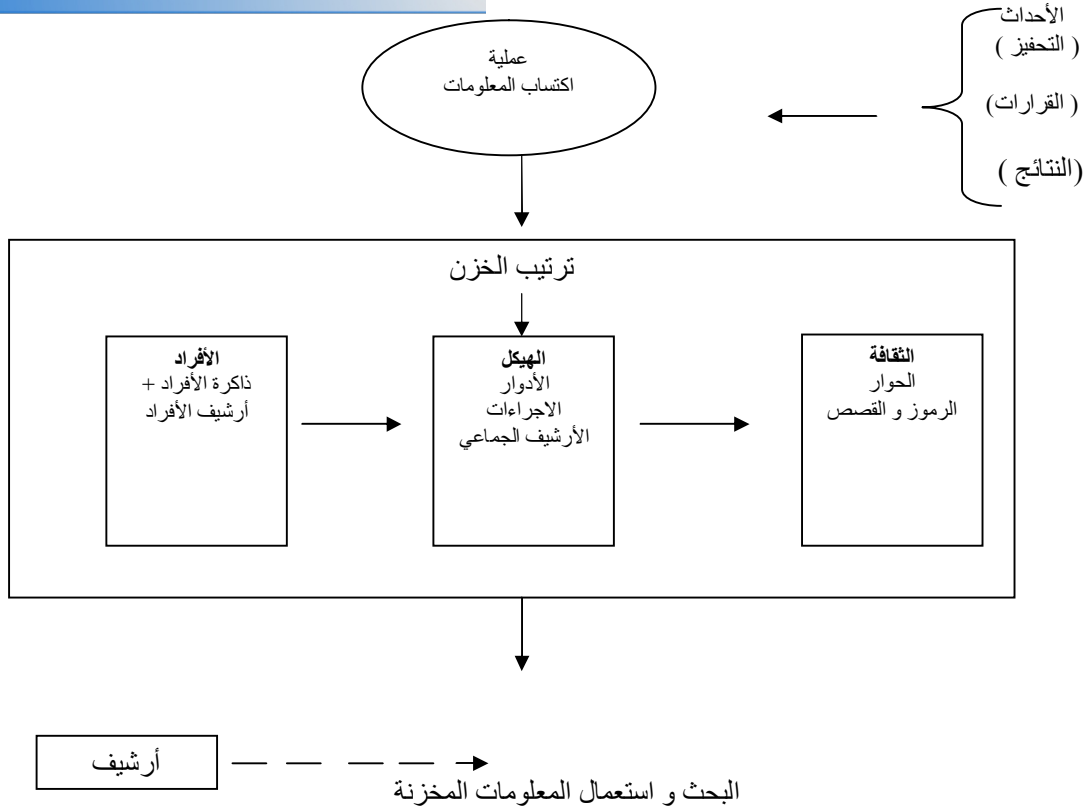 الأحداث
( التحفيز )
( القرارات)
(النتائج )
عملية
اكتساب المعلومات
ترتيب الخزن
الثقافة
الحوار
الرموز و القصص
الهيكل
الأدوار
الاجراءات
الأرشيف الجماعي
الأفراد
ذاكرة الأفراد +
أرشيف الأفراد
أرشيف
البحث و استعمال المعلومات المخزنة